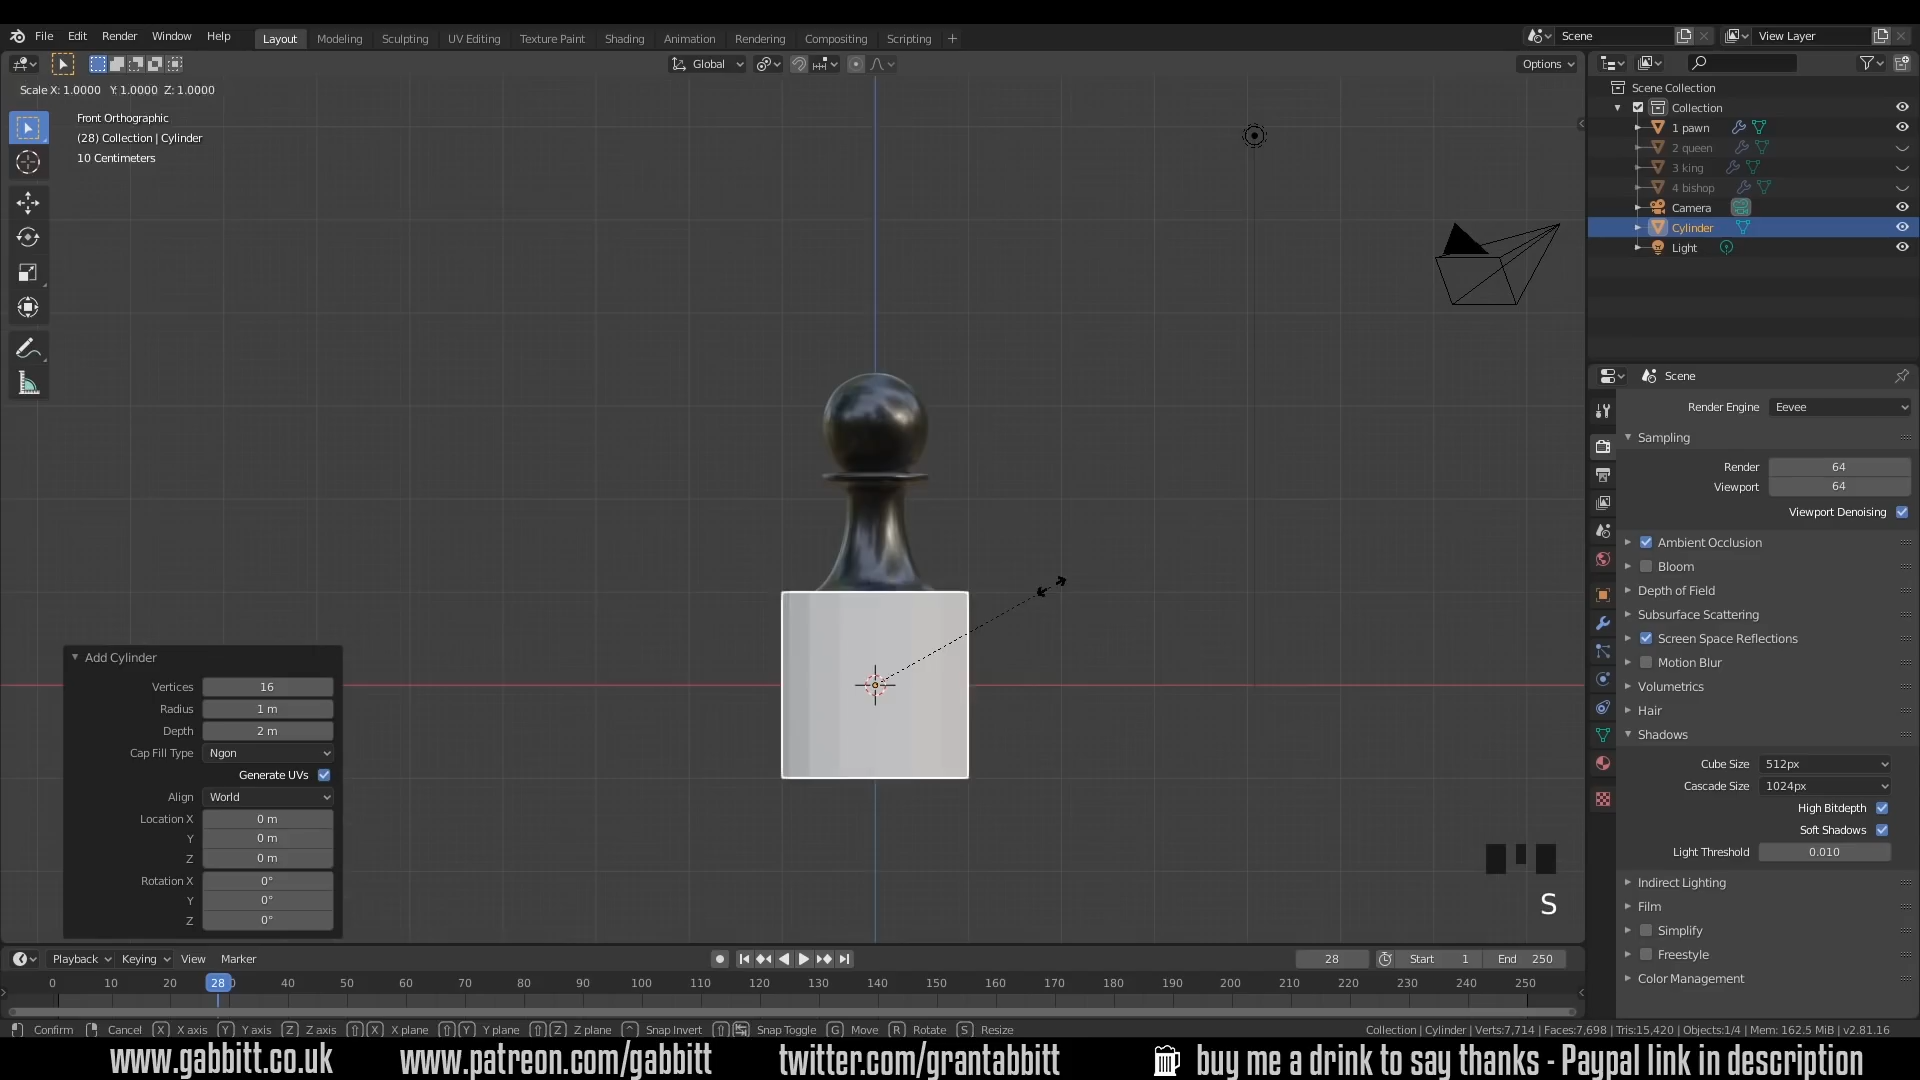 File Edit Render Window Help Layout Modeling Sculpting UV Editing Texture Paint Shading Animation Rendering Compositing Scripting + Scene View Layer
Global Options
Scale X: 1.0000 Y: 1.0000 Z: 1.0000
Front Orthographic
(28) Collection | Cylinder
10 Centimeters
Scene Collection
Collection
1 pawn
2 queen
3 king
4 bishop
Camera
Cylinder
Light
Scene
Render Engine Eevee
Sampling
Render 64
Viewport 64
Viewport Denoising
Ambient Occlusion
Bloom
Depth of Field
Subsurface Scattering
Screen Space Reflections
Motion Blur
Volumetrics
Hair
Shadows
Cube Size 512px
Cascade Size 1024px
High Bitdepth
Soft Shadows
Light Threshold 0.010
Indirect Lighting
Film
Simplify
Freestyle
Color Management
Add Cylinder
Vertices 16
Radius 1 m
Depth 2 m
Cap Fill Type Ngon
Generate UVs
Align World
Location X 0 m
Y 0 m
Z 0 m
Rotation X 0°
Y 0°
Z 0°
S
Playback Keying View Marker 28 Start 1 End 250
0 10 20 28 40 50 60 70 80 90 100 110 120 130 140 150 160 170 180 190 200 210 220 230 240 250
Confirm Cancel X X axis Y Y axis Z Z axis X X plane Y Y plane Z Z plane Snap Invert Snap Toggle G Move R Rotate S Resize Collection | Cylinder | Verts:7,714 | Faces:7,698 | Tris:15,420 | Objects:1/4 | Mem: 162.5 MiB | v2.81.16
www.gabbitt.co.uk www.patreon.com/gabbitt twitter.com/grantabbitt buy me a drink to say thanks - Paypal link in description